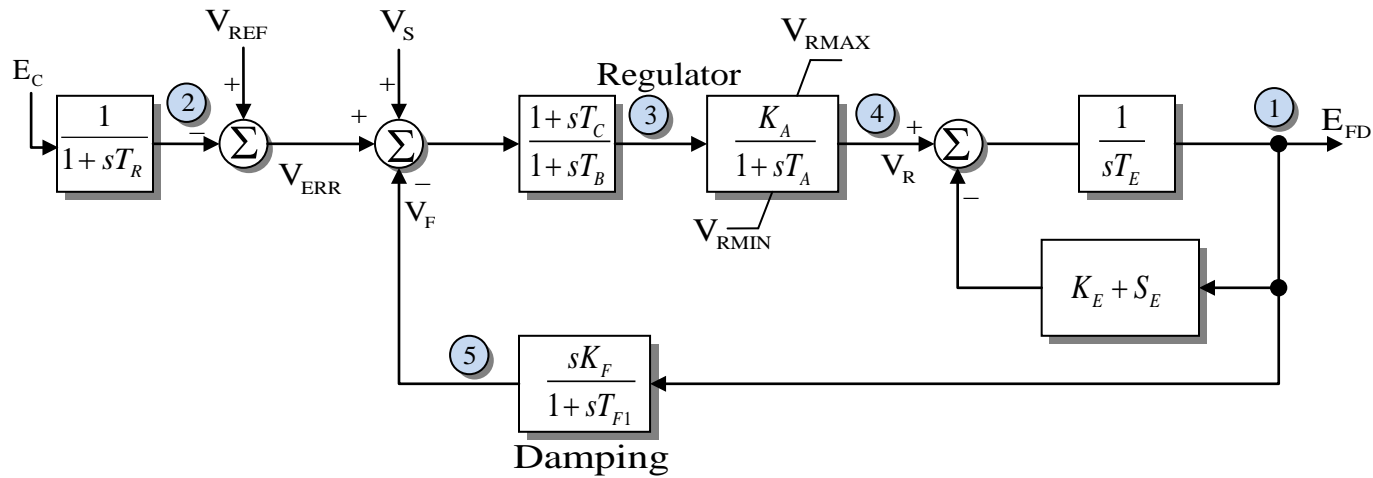 V_REF
V_S
V_RMAX
E_C
Regulator
2
3
4
1
+
+
1 / (1 + sT_R)
−
Σ
+
Σ
(1 + sT_C) / (1 + sT_B)
K_A / (1 + sT_A)
+
Σ
1 / (sT_E)
E_FD
V_ERR
−
V_F
V_R
−
V_RMIN
K_E + S_E
5
sK_F / (1 + sT_F1)
Damping